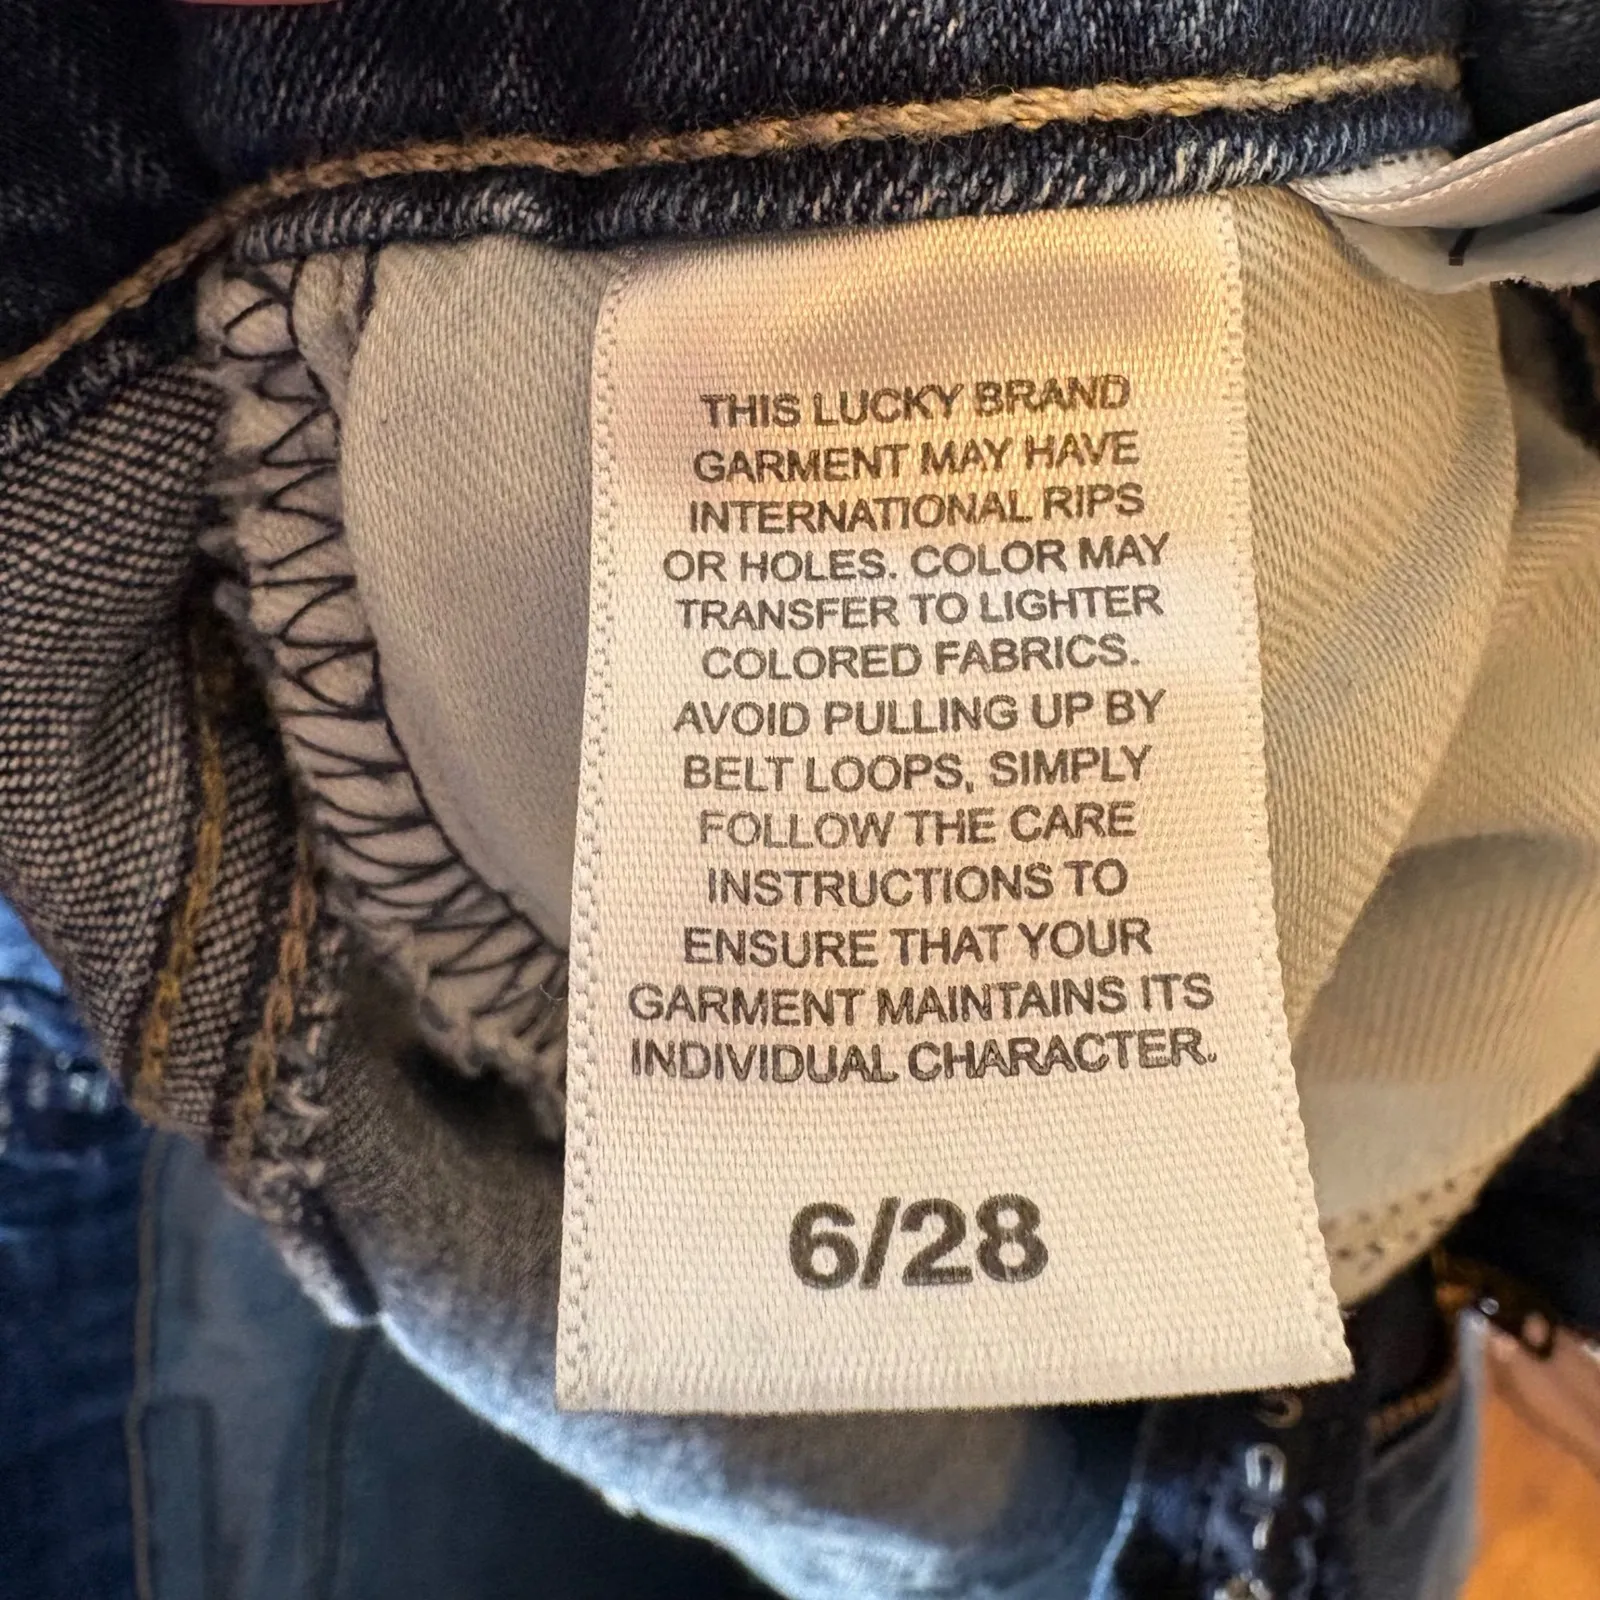 THIS LUCKY BRAND
GARMENT MAY HAVE
INTERNATIONAL RIPS
OR HOLES. COLOR MAY
TRANSFER TO LIGHTER
COLORED FABRICS.
AVOID PULLING UP BY
BELT LOOPS, SIMPLY
FOLLOW THE CARE
INSTRUCTIONS TO
ENSURE THAT YOUR
GARMENT MAINTAINS ITS
INDIVIDUAL CHARACTER.
6/28